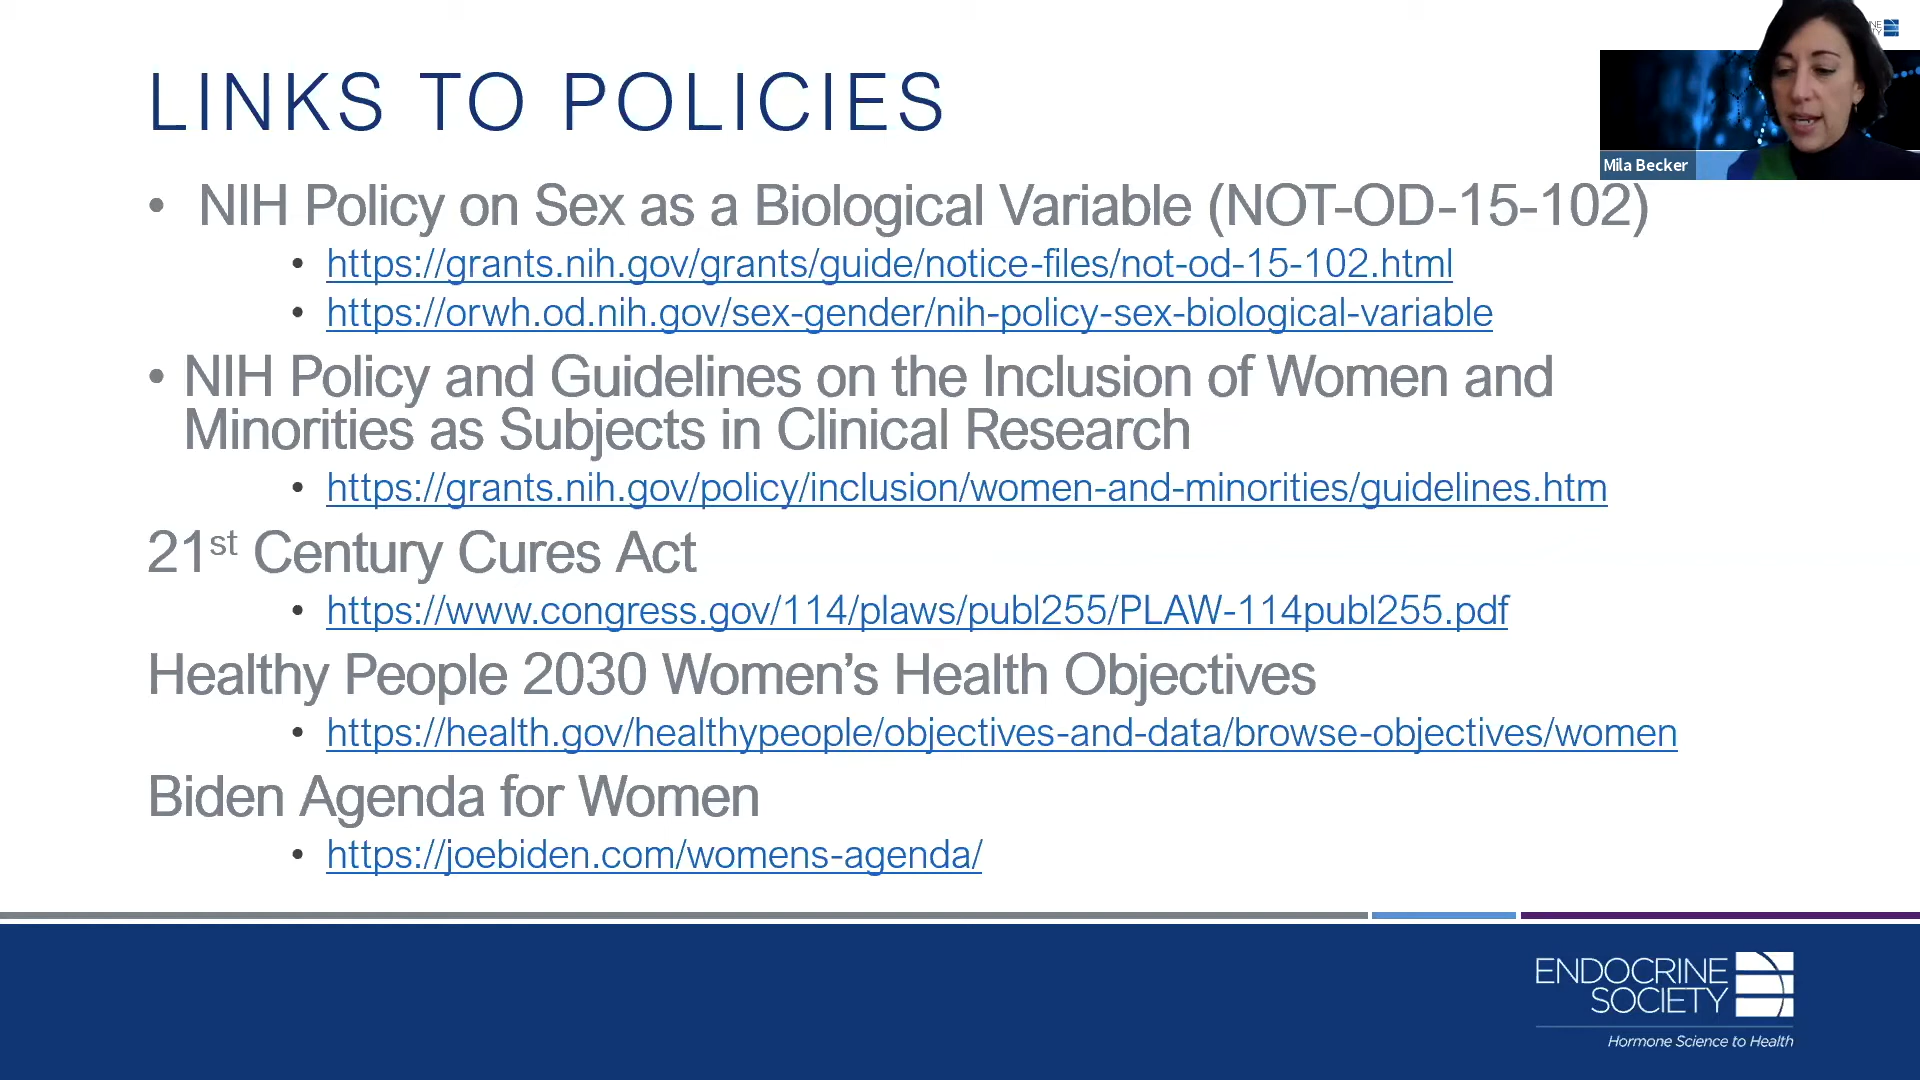 LINKS TO POLICIES
Mila Becker
• NIH Policy on Sex as a Biological Variable (NOT-OD-15-102)
• https://grants.nih.gov/grants/guide/notice-files/not-od-15-102.html
• https://orwh.od.nih.gov/sex-gender/nih-policy-sex-biological-variable
• NIH Policy and Guidelines on the Inclusion of Women and
Minorities as Subjects in Clinical Research
• https://grants.nih.gov/policy/inclusion/women-and-minorities/guidelines.htm
21st Century Cures Act
• https://www.congress.gov/114/plaws/publ255/PLAW-114publ255.pdf
Healthy People 2030 Women’s Health Objectives
• https://health.gov/healthypeople/objectives-and-data/browse-objectives/women
Biden Agenda for Women
• https://joebiden.com/womens-agenda/
ENDOCRINE
SOCIETY
Hormone Science to Health